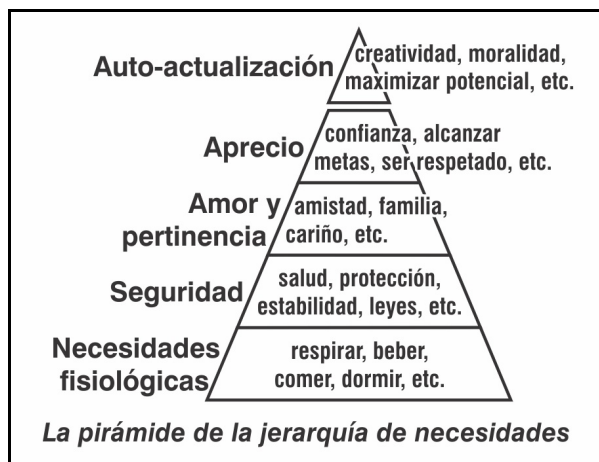 Auto-actualización
creatividad, moralidad,
maximizar potencial, etc.
Aprecio
confianza, alcanzar
metas, ser respetado, etc.
Amor y
pertinencia
amistad, familia,
cariño, etc.
Seguridad
salud, protección,
estabilidad, leyes, etc.
Necesidades
fisiológicas
respirar, beber,
comer, dormir, etc.
La pirámide de la jerarquía de necesidades